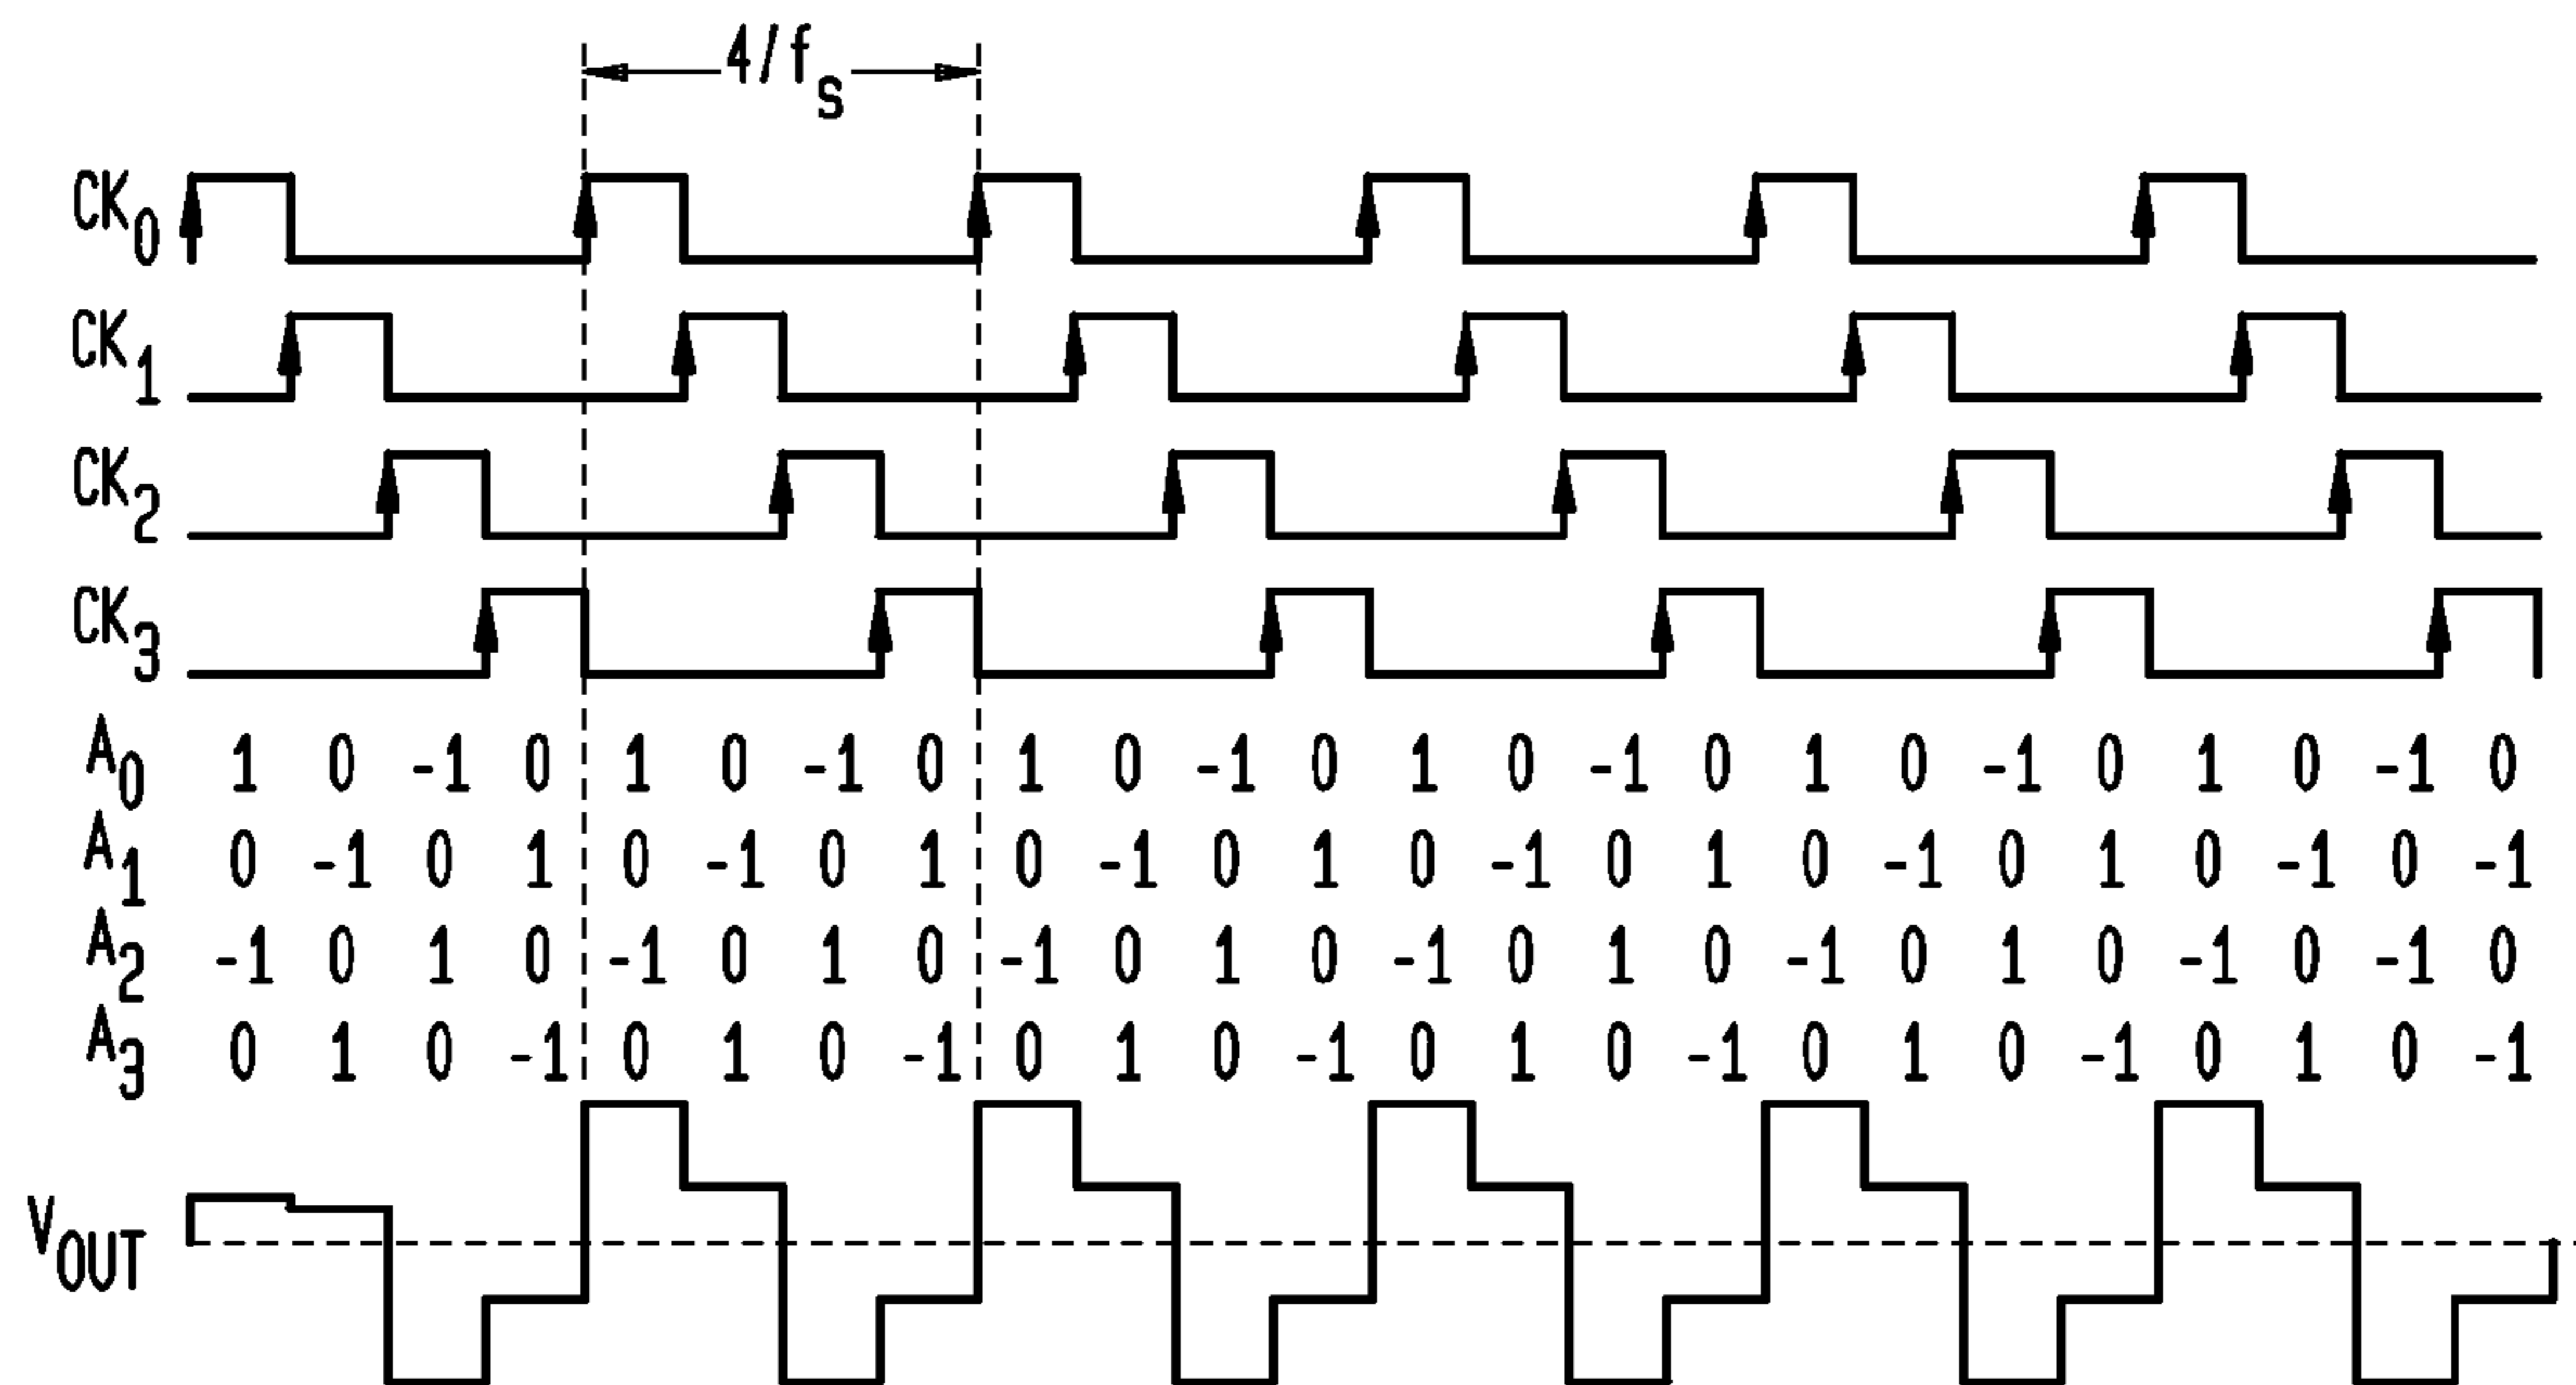 4/fs
CK0
CK1
CK2
CK3
A0 1 0 -1 0 1 0 -1 0 1 0 -1 0 1 0 -1 0 1 0 -1 0 1 0 -1 0
A1 0 -1 0 1 0 -1 0 1 0 -1 0 1 0 -1 0 1 0 -1 0 1 0 -1 0 -1
A2 -1 0 1 0 -1 0 1 0 -1 0 1 0 -1 0 1 0 -1 0 1 0 -1 0 -1 0
A3 0 1 0 -1 0 1 0 -1 0 1 0 -1 0 1 0 -1 0 1 0 -1 0 1 0 -1
VOUT